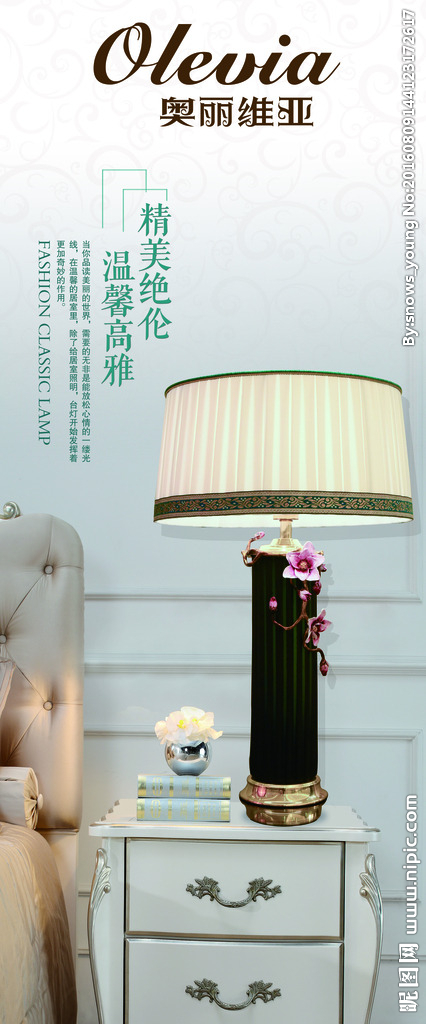 Olevia
奥丽维亚
精美绝伦
温馨高雅
当你品读美丽的世界，需要的无非是能放松心情的一缕光
线，在温馨的居室里，除了给居室照明，台灯开始发挥着
更加奇妙的作用。
FASHION CLASSIC LAMP
By:snows_young No:20160809144123172617
昵图网 www.nipic.com